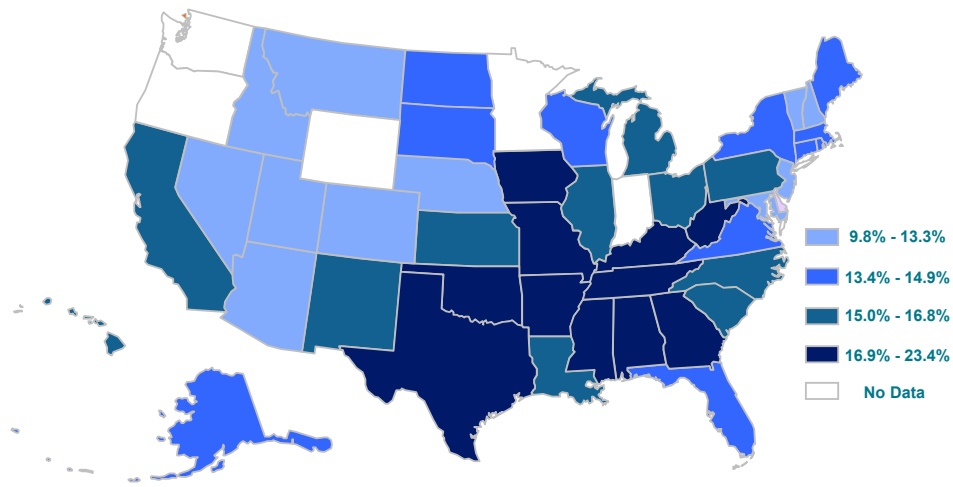 9.8% - 13.3%
13.4% - 14.9%
15.0% - 16.8%
16.9% - 23.4%
No Data